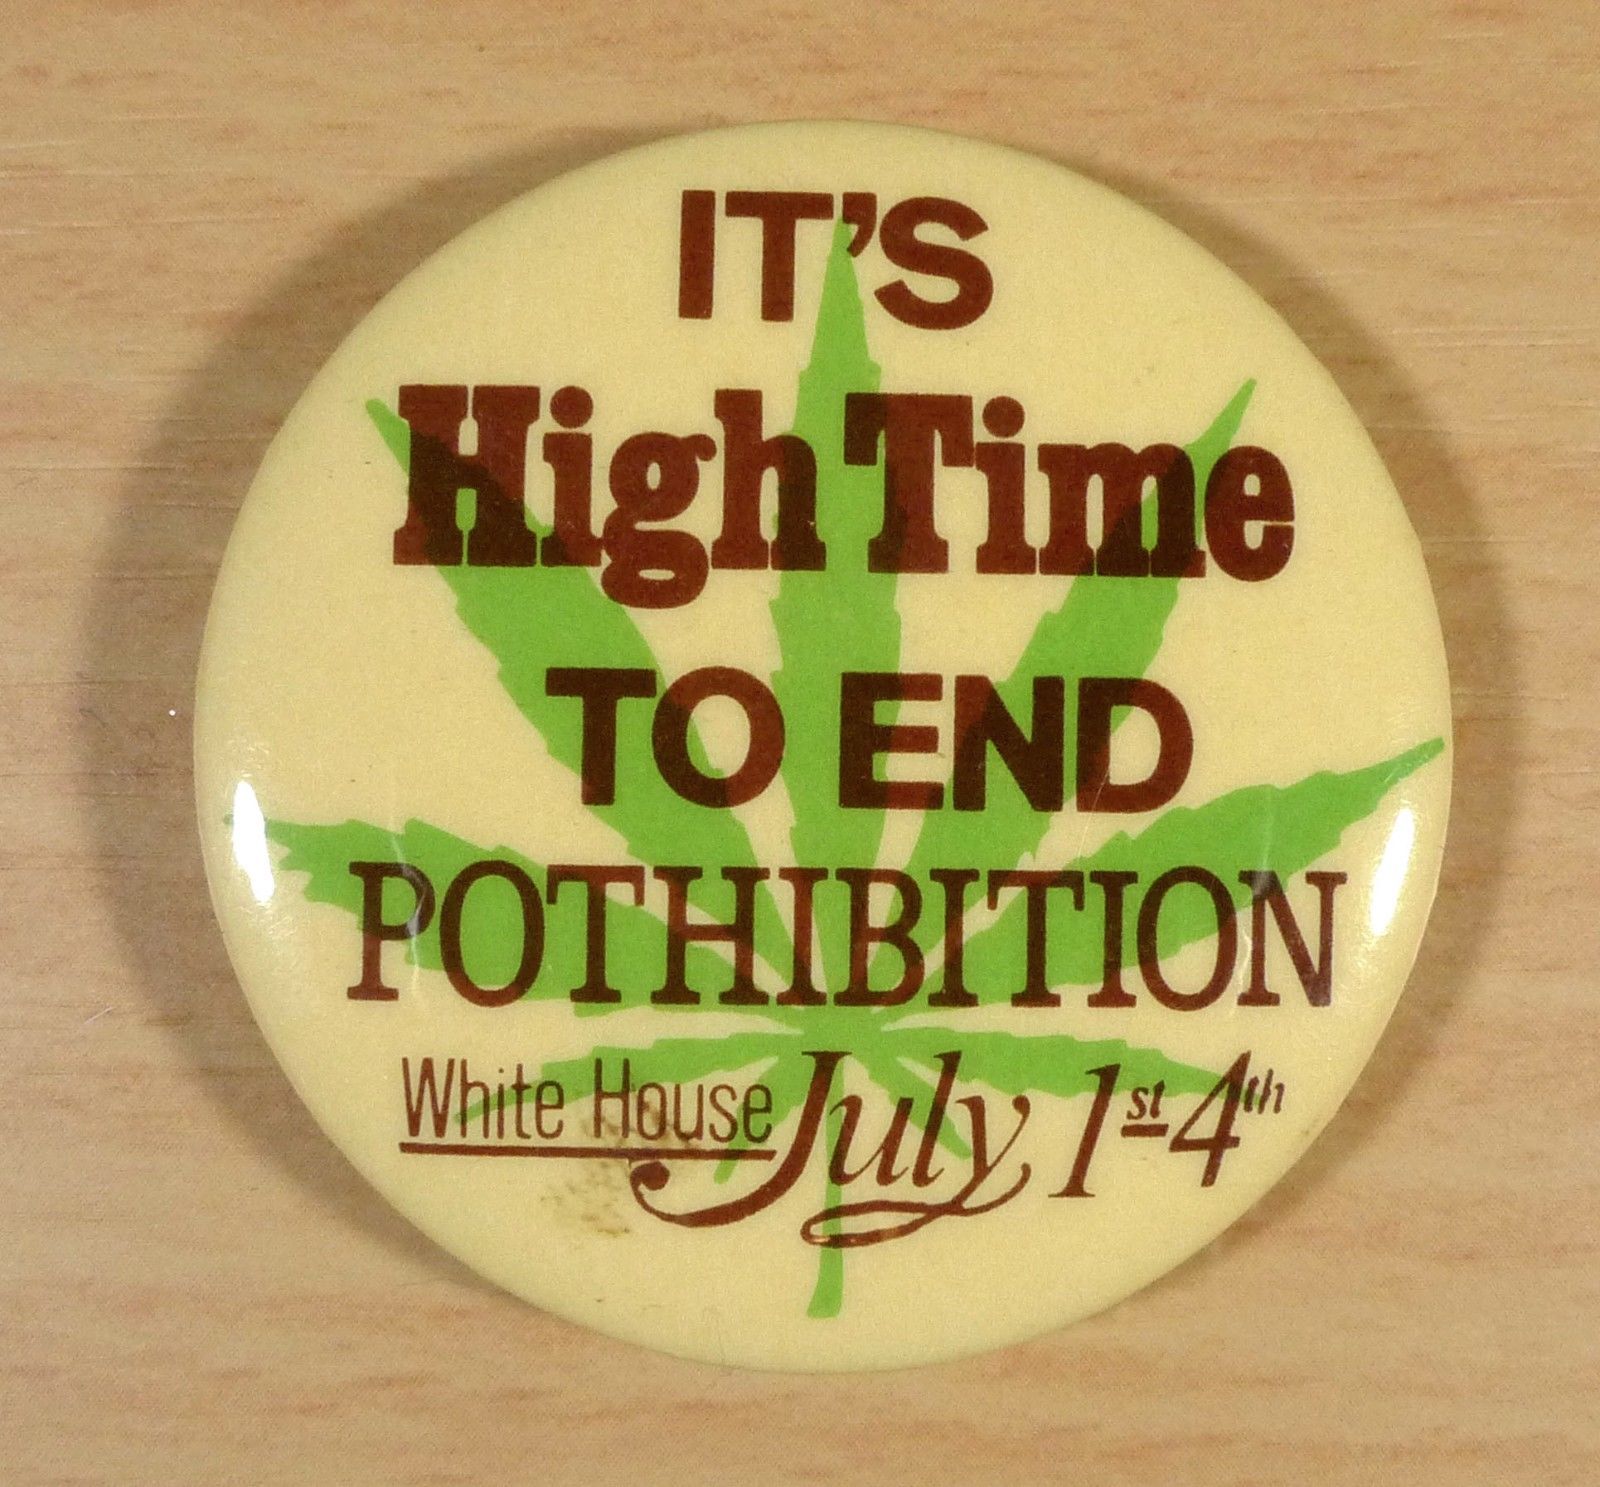 IT'S
High Time
TO END
POTHIBITION
White House July 1st-4th